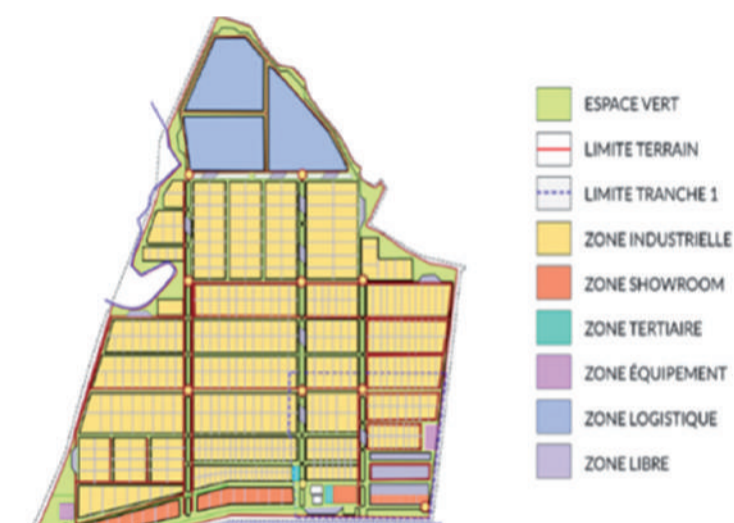 ESPACE VERT
LIMITE TERRAIN
LIMITE TRANCHE 1
ZONE INDUSTRIELLE
ZONE SHOWROOM
ZONE TERTIAIRE
ZONE ÉQUIPEMENT
ZONE LOGISTIQUE
ZONE LIBRE